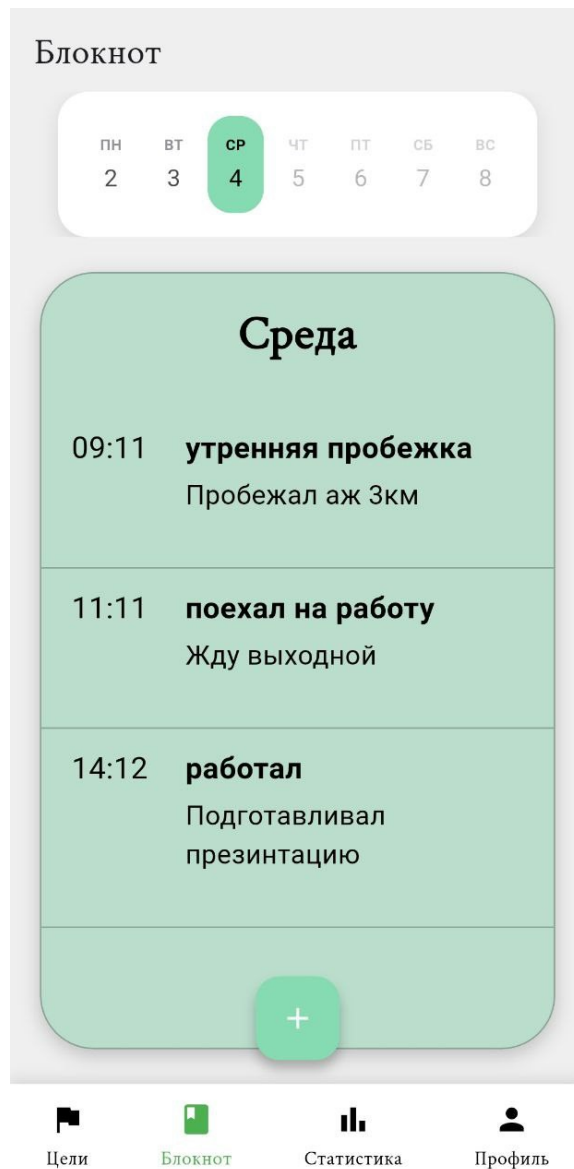 Блокнот
ПН ВТ СР ЧТ ПТ СБ ВС
2 3 4 5 6 7 8
Среда
09:11 утренняя пробежка
Пробежал аж 3км
11:11 поехал на работу
Жду выходной
14:12 работал
Подготавливал
презинтацию
+
Цели Блокнот Статистика Профиль